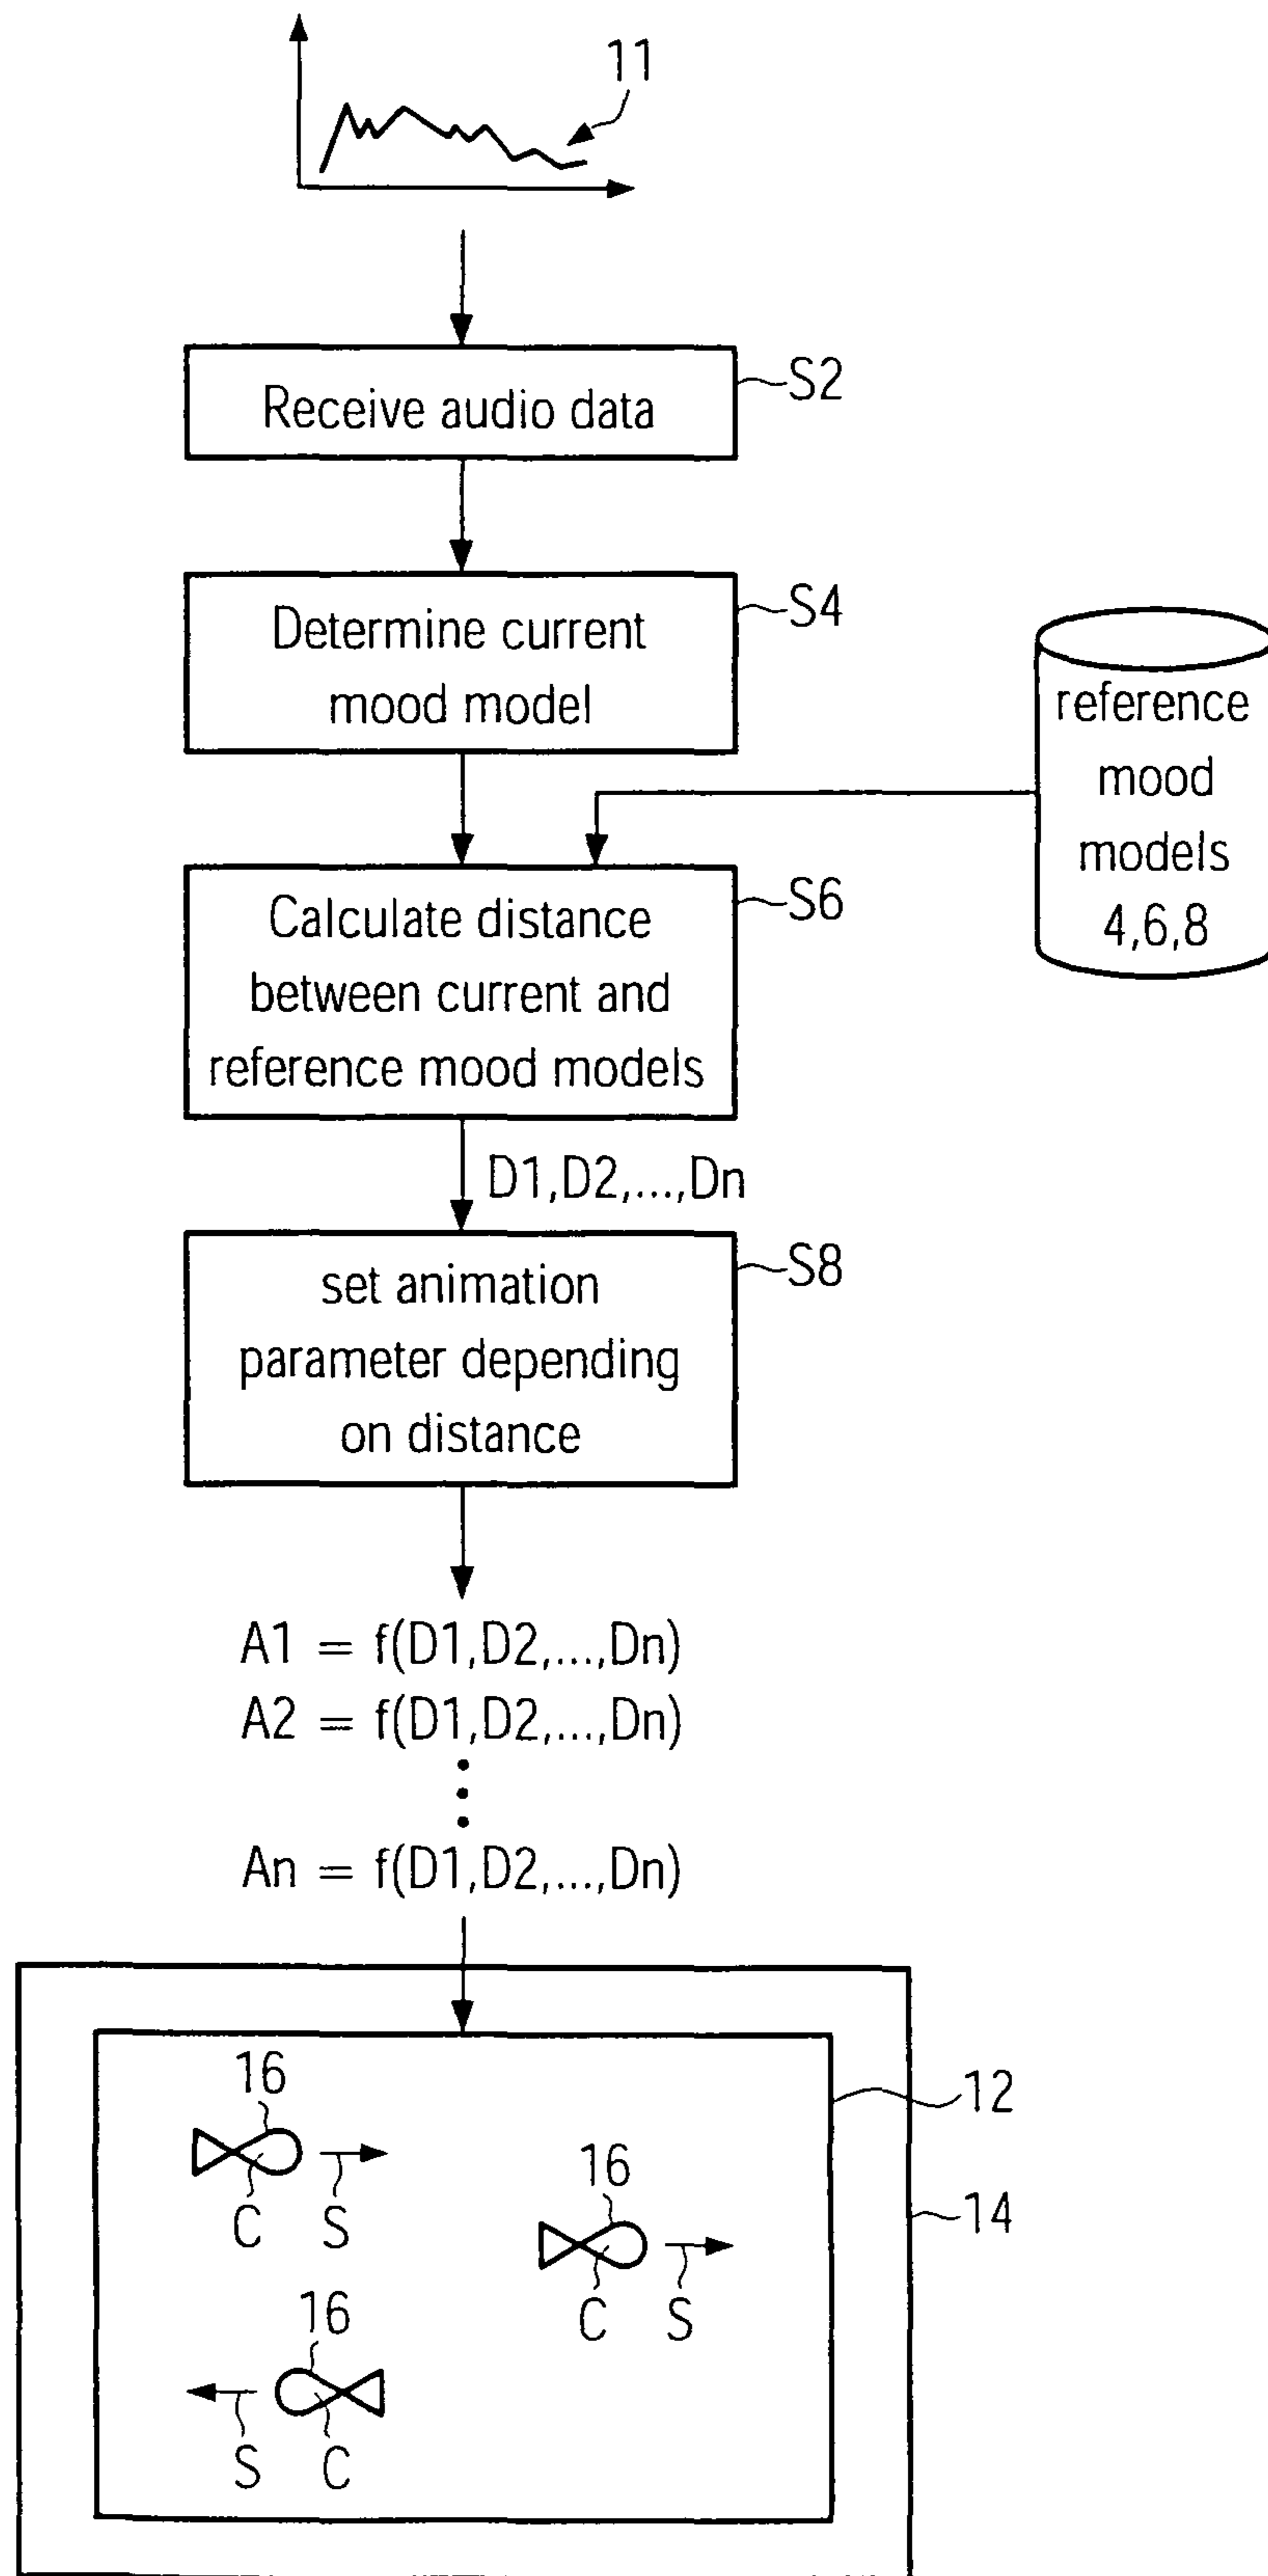 11
Receive audio data
S2
Determine current
mood model
S4
reference
mood
models
4,6,8
Calculate distance
between current and
reference mood models
S6
D1,D2,...,Dn
set animation
parameter depending
on distance
S8
A1 = f(D1,D2,...,Dn)
A2 = f(D1,D2,...,Dn)
An = f(D1,D2,...,Dn)
16
C
S
16
C
S
16
S
C
12
14